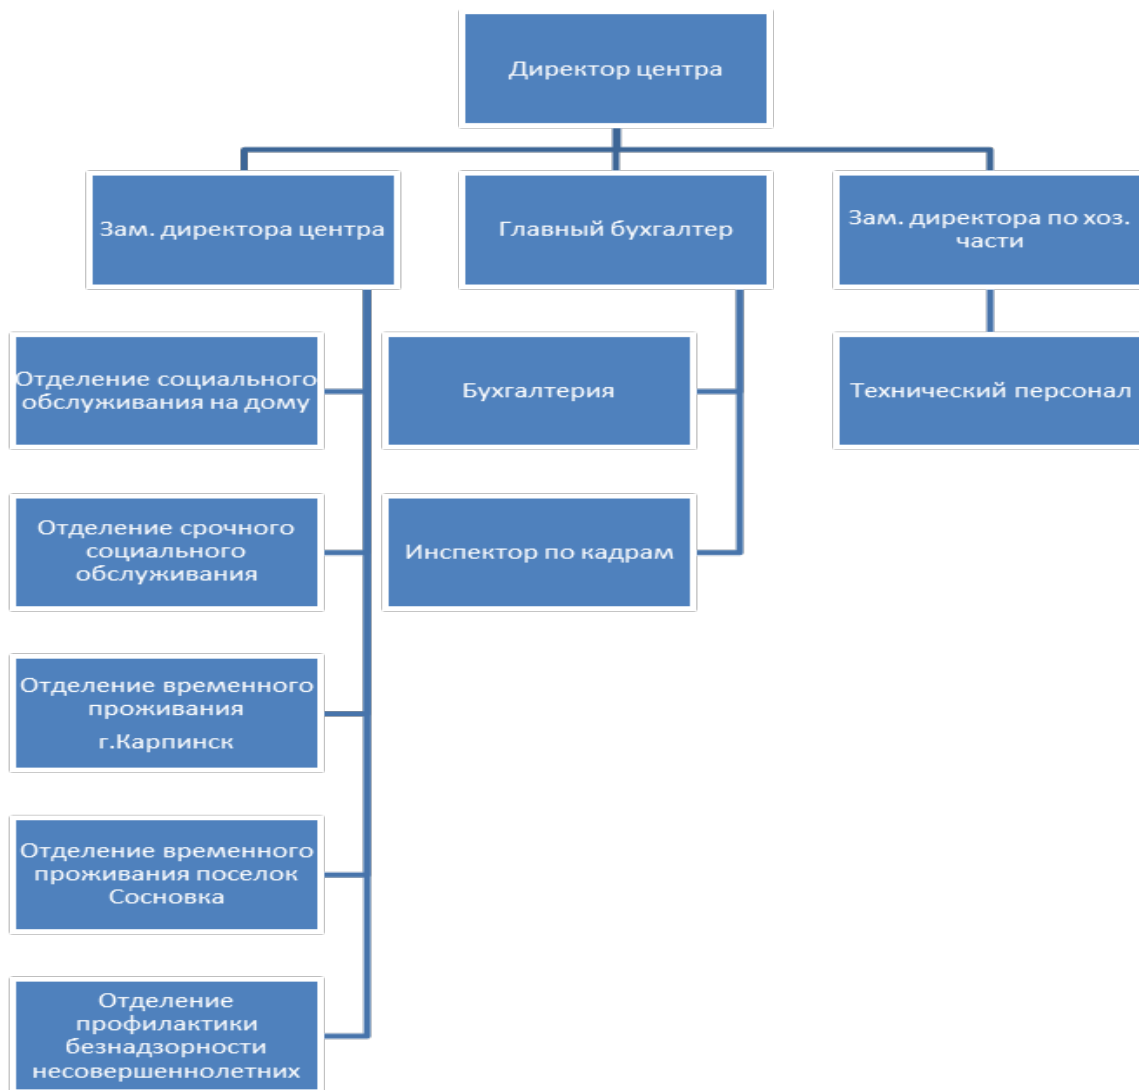 Директор центра
Зам. директора центра
Главный бухгалтер
Зам. директора по хоз.
части
Отделение социального
обслуживания на дому
Бухгалтерия
Технический персонал
Отделение срочного
социального
обслуживания
Инспектор по кадрам
Отделение временного
проживания
г.Карпинск
Отделение временного
проживания поселок
Сосновка
Отделение
профилактики
безнадзорности
несовершеннолетних